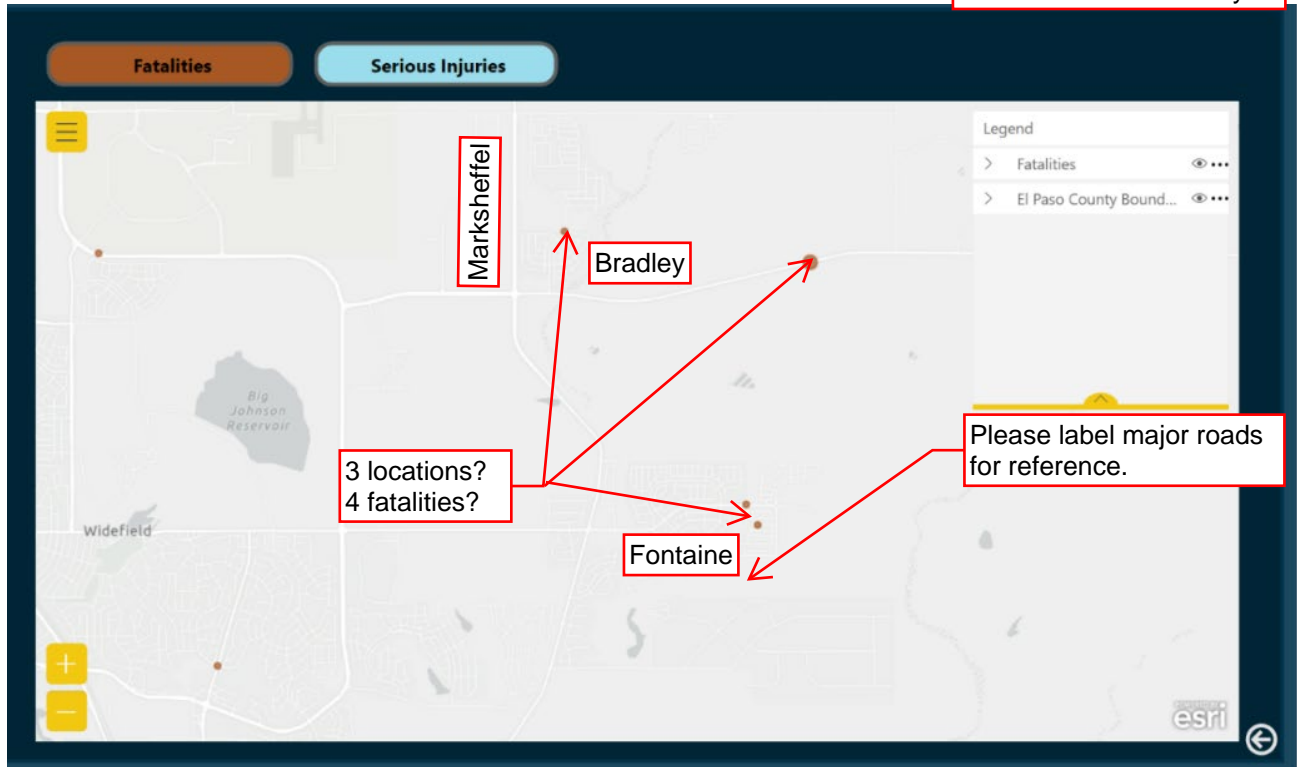 Fatalities
Serious Injuries
Legend
Fatalities
El Paso County Bound...
Marksheffel
Bradley
Big
Johnson
Reservoir
3 locations?
4 fatalities?
Please label major roads
for reference.
Widefield
Fontaine
esri